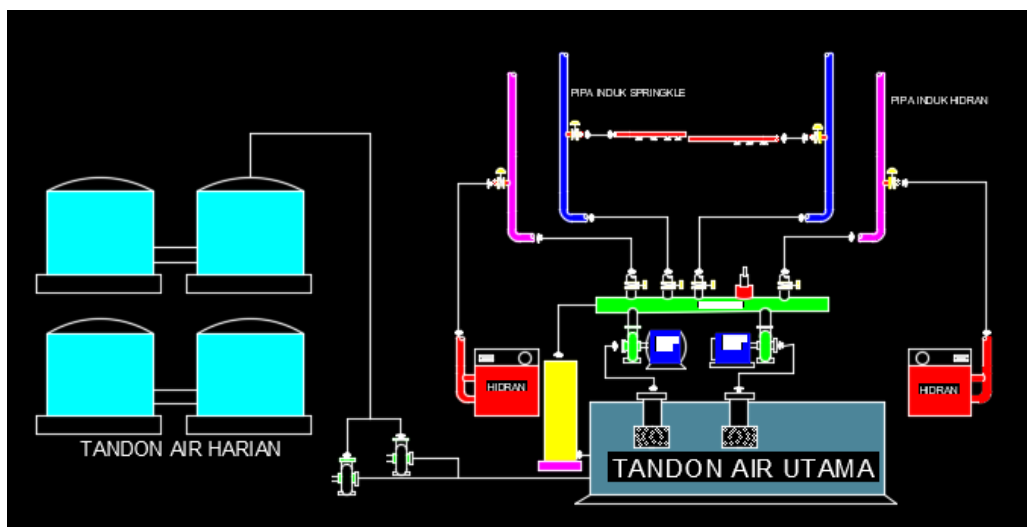 PIPA INDUK SPRINGKLE
PIPA INDUK HIDRAN
HIDRAN
HIDRAN
TANDON AIR HARIAN
TANDON AIR UTAMA